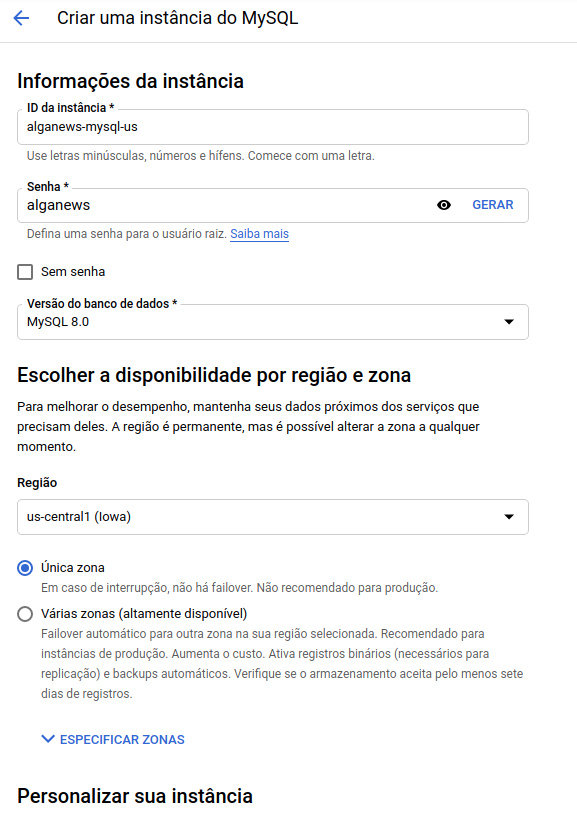 Criar uma instância do MySQL
Informações da instância
ID da instância *
alganews-mysql-us
Use letras minúsculas, números e hífens. Comece com uma letra.
Senha *
alganews
GERAR
Defina uma senha para o usuário raiz. Saiba mais
Sem senha
Versão do banco de dados *
MySQL 8.0
Escolher a disponibilidade por região e zona
Para melhorar o desempenho, mantenha seus dados próximos dos serviços que
precisam deles. A região é permanente, mas é possível alterar a zona a qualquer
momento.
Região
us-central1 (Iowa)
Única zona
Em caso de interrupção, não há failover. Não recomendado para produção.
Várias zonas (altamente disponível)
Failover automático para outra zona na sua região selecionada. Recomendado para
instâncias de produção. Aumenta o custo. Ativa registros binários (necessários para
replicação) e backups automáticos. Verifique se o armazenamento aceita pelo menos sete
dias de registros.
ESPECIFICAR ZONAS
Personalizar sua instância